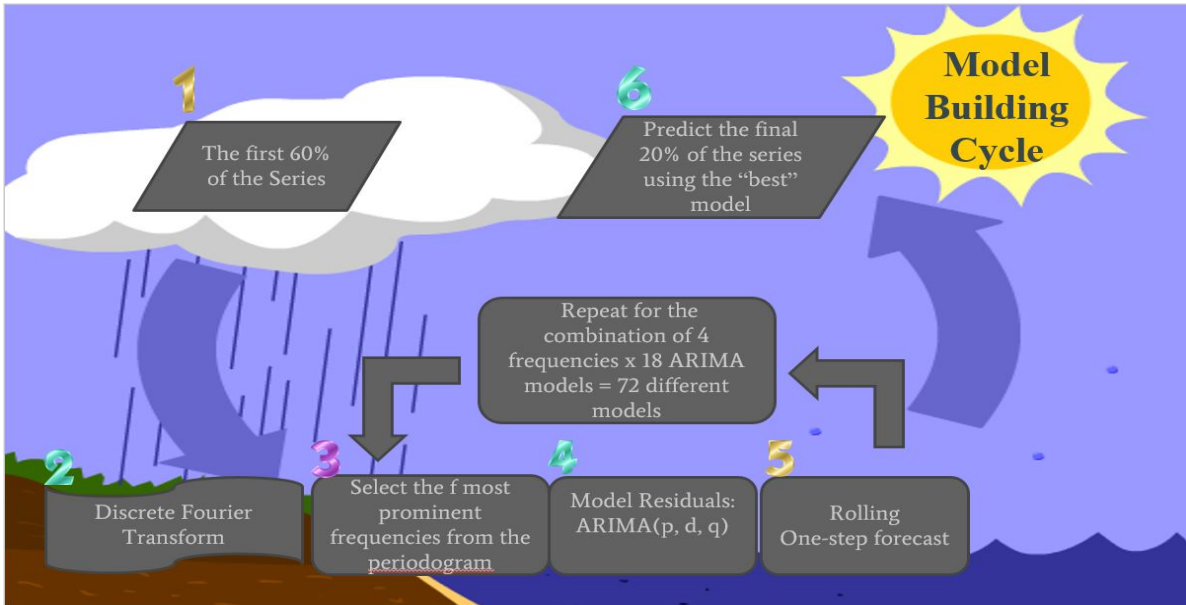 Model
Building
Cycle
1
The first 60%
of the Series
6
Predict the final
20% of the series
using the “best”
model
Repeat for the
combination of 4
frequencies x 18 ARIMA
models = 72 different
models
2
Discrete Fourier
Transform
3
Select the f most
prominent
frequencies from the
periodogram
4
Model Residuals:
ARIMA(p, d, q)
5
Rolling
One-step forecast